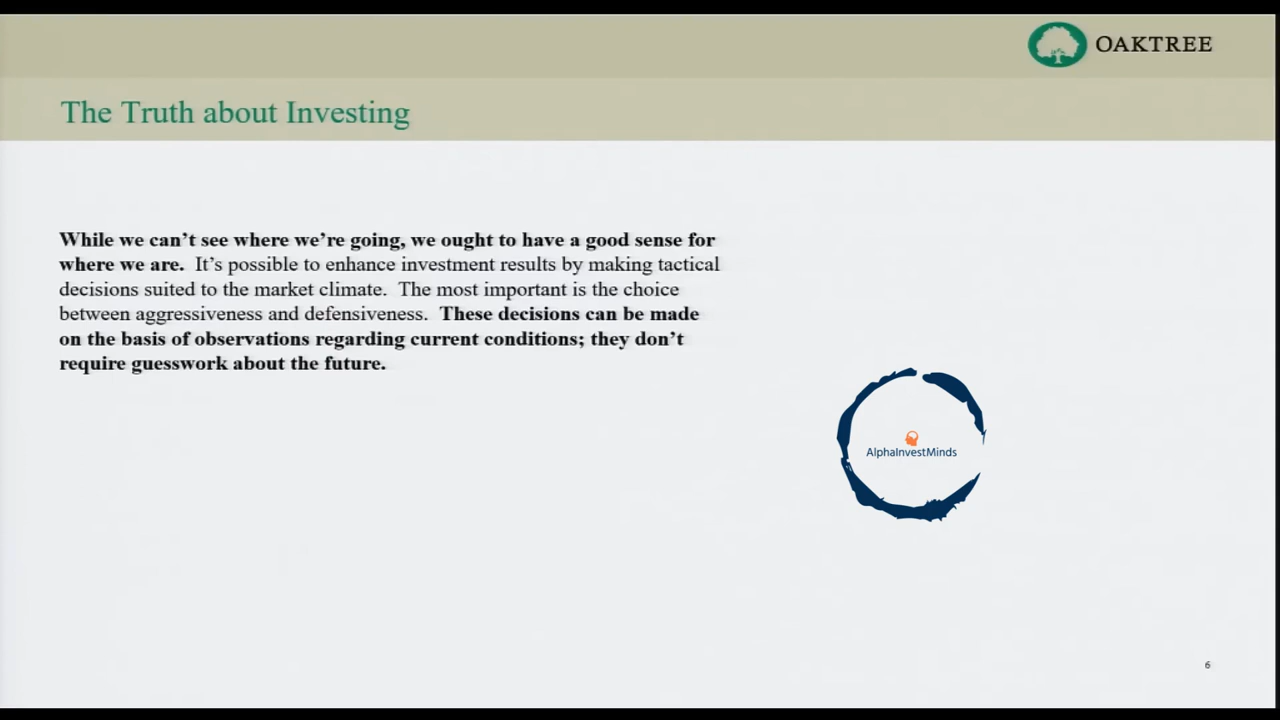 OAKTREE
The Truth about Investing
While we can’t see where we’re going, we ought to have a good sense for
where we are.  It’s possible to enhance investment results by making tactical
decisions suited to the market climate.  The most important is the choice
between aggressiveness and defensiveness.  These decisions can be made
on the basis of observations regarding current conditions; they don’t
require guesswork about the future.
AlphaInvestMinds
6